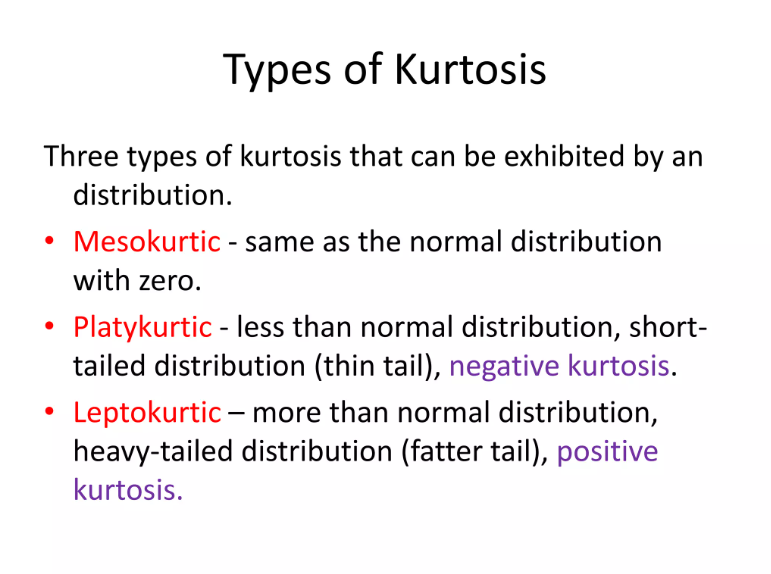 Types of Kurtosis
Three types of kurtosis that can be exhibited by an
distribution.
• Mesokurtic - same as the normal distribution
with zero.
• Platykurtic - less than normal distribution, short-
tailed distribution (thin tail), negative kurtosis.
• Leptokurtic – more than normal distribution,
heavy-tailed distribution (fatter tail), positive
kurtosis.